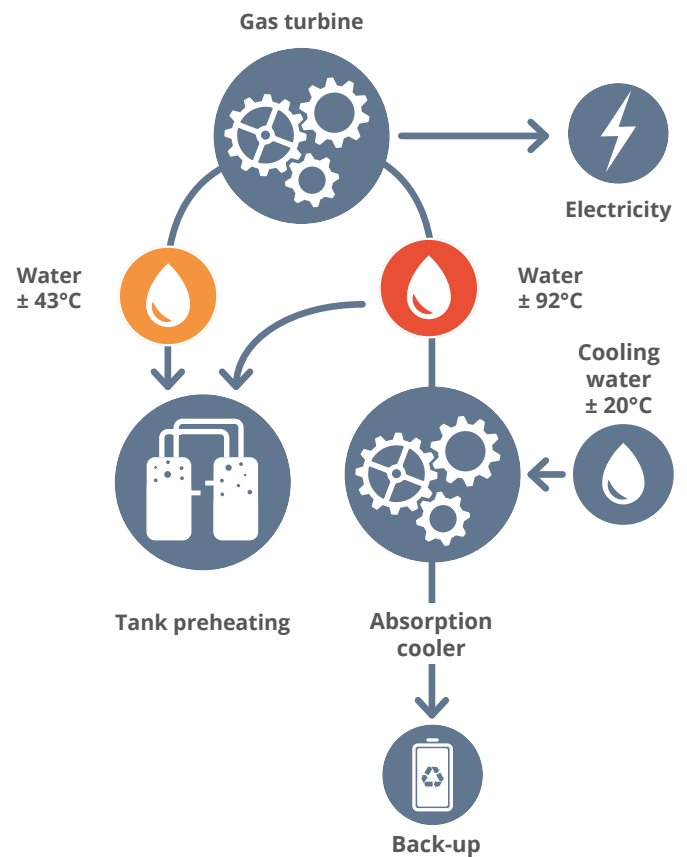 Gas turbine
Electricity
Water
± 43°C
Water
± 92°C
Cooling
water
± 20°C
Tank preheating
Absorption
cooler
Back-up